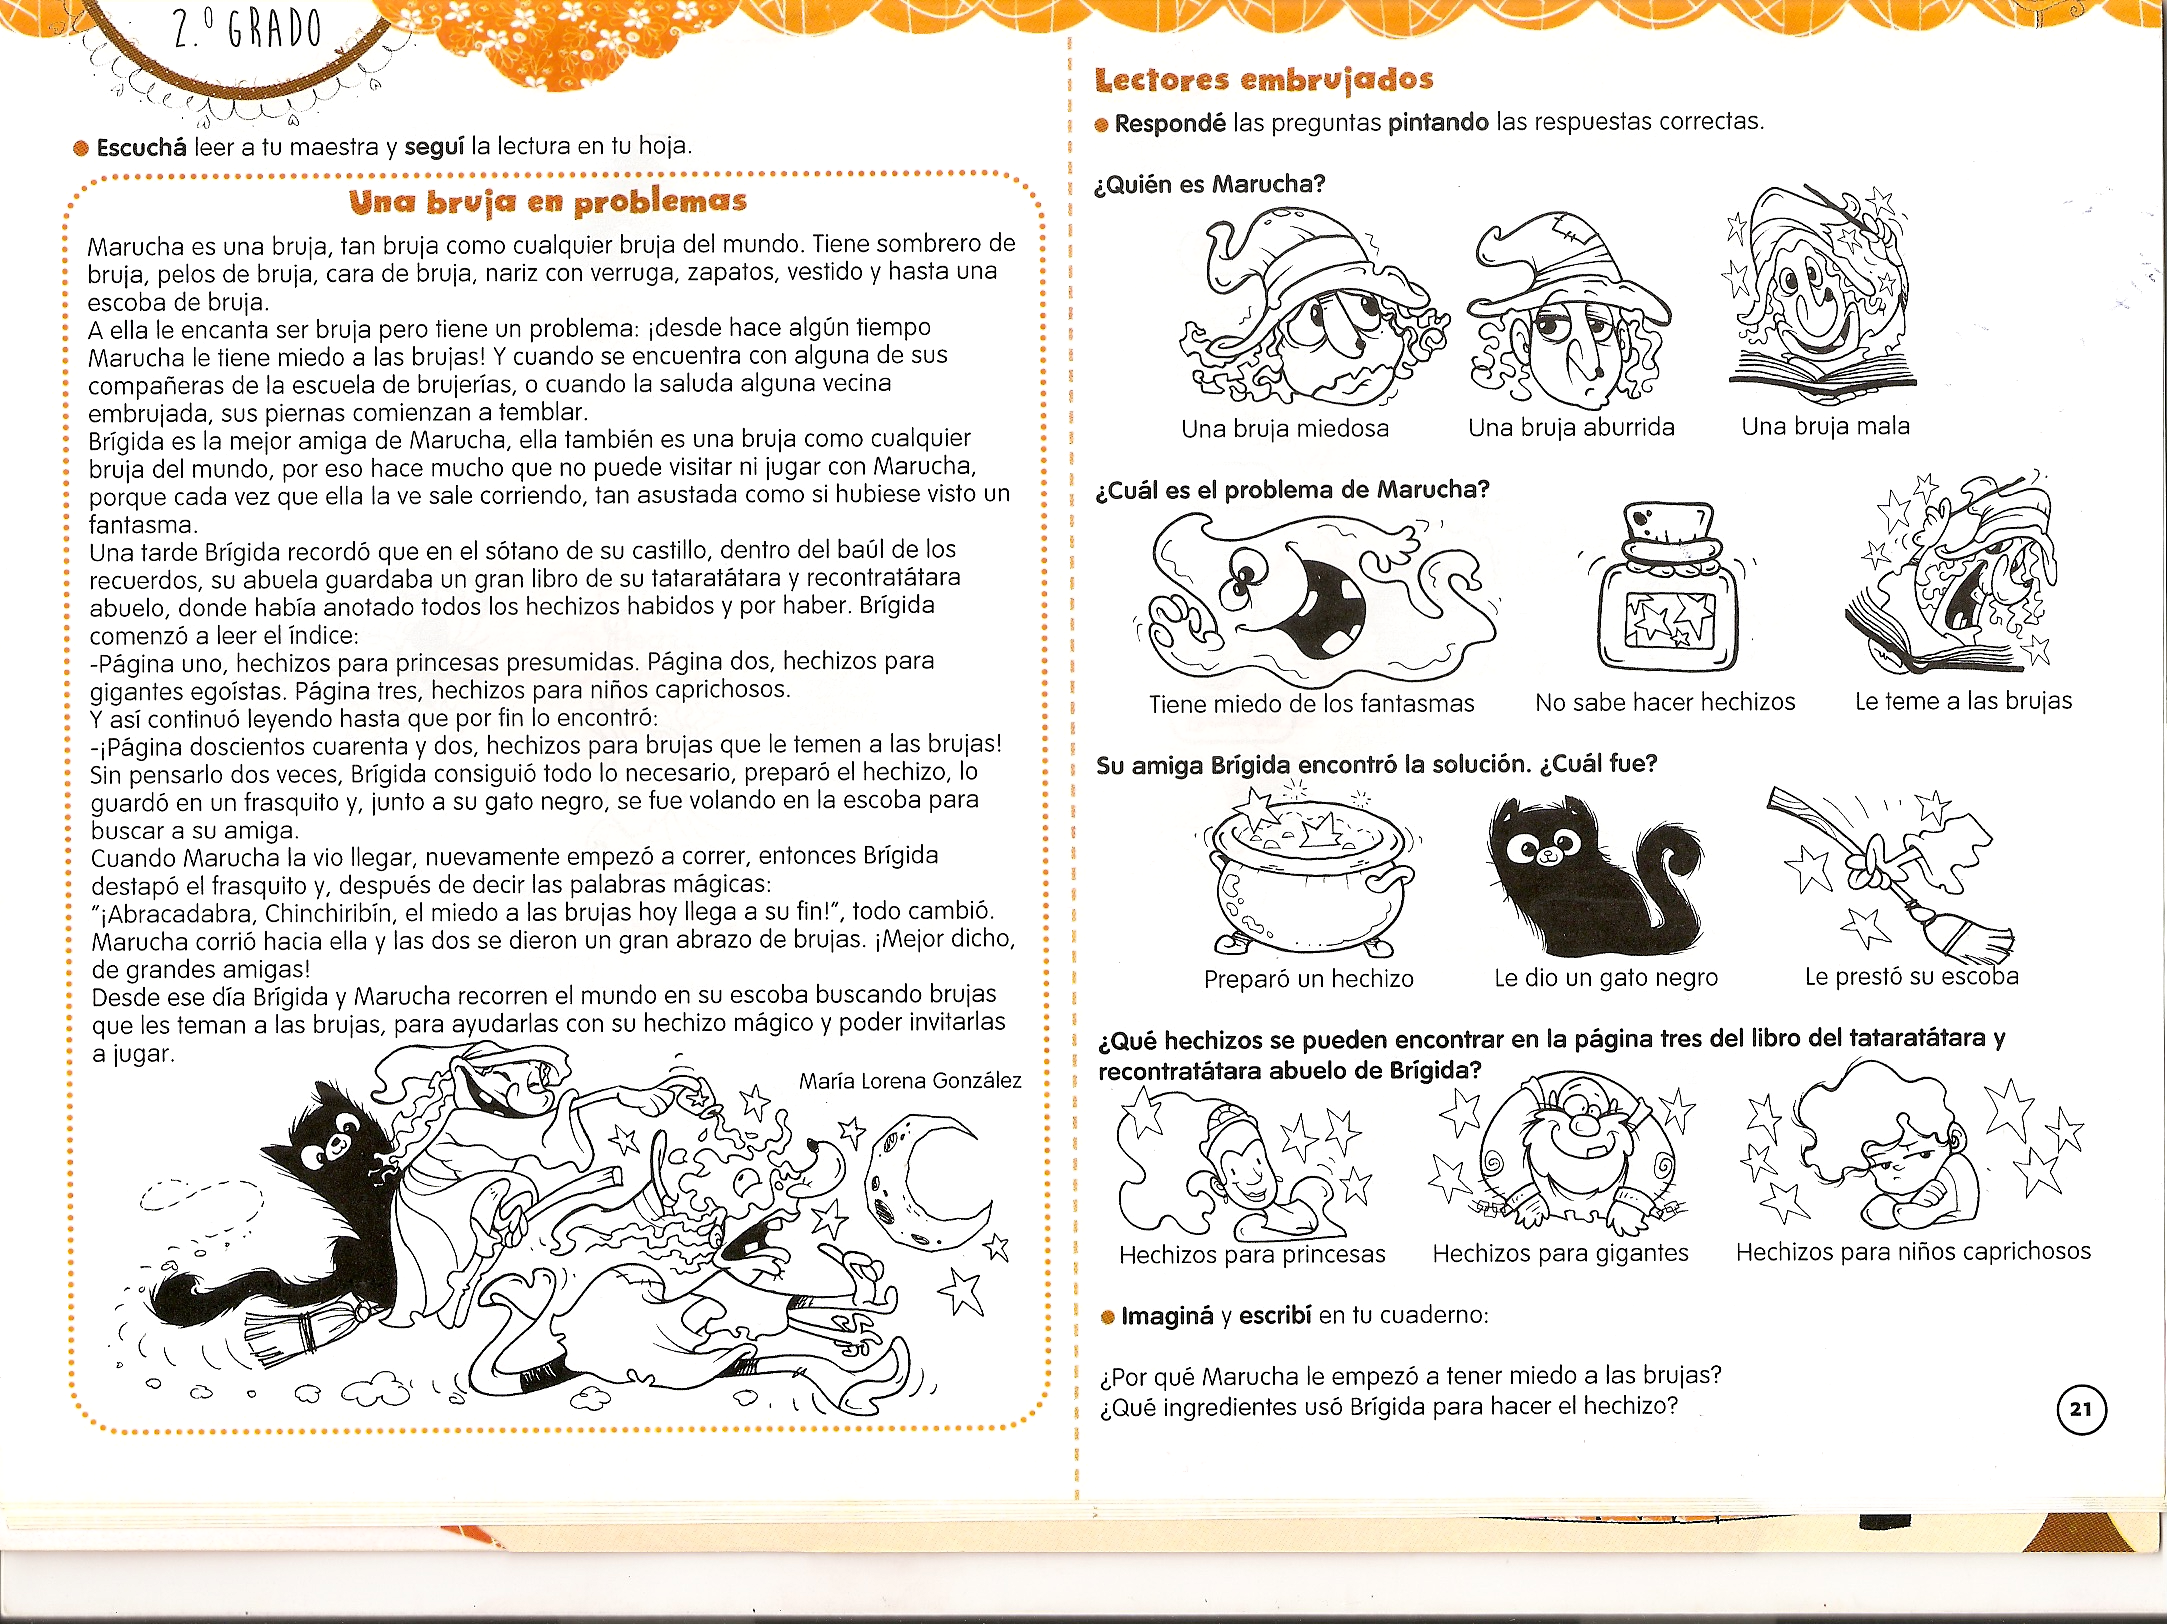 2.º GRADO
Escuchá leer a tu maestra y seguí la lectura en tu hoja.
Una bruja en problemas
Marucha es una bruja, tan bruja como cualquier bruja del mundo. Tiene sombrero de
bruja, pelos de bruja, cara de bruja, nariz con verruga, zapatos, vestido y hasta una
escoba de bruja.
A ella le encanta ser bruja pero tiene un problema: ¡desde hace algún tiempo
Marucha le tiene miedo a las brujas! Y cuando se encuentra con alguna de sus
compañeras de la escuela de brujerías, o cuando la saluda alguna vecina
embrujada, sus piernas comienzan a temblar.
Brígida es la mejor amiga de Marucha, ella también es una bruja como cualquier
bruja del mundo, por eso hace mucho que no puede visitar ni jugar con Marucha,
porque cada vez que ella la ve sale corriendo, tan asustada como si hubiese visto un
fantasma.
Una tarde Brígida recordó que en el sótano de su castillo, dentro del baúl de los
recuerdos, su abuela guardaba un gran libro de su tataratátara y recontratátara
abuelo, donde había anotado todos los hechizos habidos y por haber. Brígida
comenzó a leer el índice:
-Página uno, hechizos para princesas presumidas. Página dos, hechizos para
gigantes egoístas. Página tres, hechizos para niños caprichosos.
Y así continuó leyendo hasta que por fin lo encontró:
-¡Página doscientos cuarenta y dos, hechizos para brujas que le temen a las brujas!
Sin pensarlo dos veces, Brígida consiguió todo lo necesario, preparó el hechizo, lo
guardó en un frasquito y, junto a su gato negro, se fue volando en la escoba para
buscar a su amiga.
Cuando Marucha la vio llegar, nuevamente empezó a correr, entonces Brígida
destapó el frasquito y, después de decir las palabras mágicas:
"¡Abracadabra, Chinchiribín, el miedo a las brujas hoy llega a su fin!", todo cambió.
Marucha corrió hacia ella y las dos se dieron un gran abrazo de brujas. ¡Mejor dicho,
de grandes amigas!
Desde ese día Brígida y Marucha recorren el mundo en su escoba buscando brujas
que les teman a las brujas, para ayudarlas con su hechizo mágico y poder invitarlas
a jugar.
María Lorena González
Lectores embrujados
Respondé las preguntas pintando las respuestas correctas.
¿Quién es Marucha?
Una bruja miedosa Una bruja aburrida Una bruja mala
¿Cuál es el problema de Marucha?
Tiene miedo de los fantasmas No sabe hacer hechizos Le teme a las brujas
Su amiga Brígida encontró la solución. ¿Cuál fue?
Preparó un hechizo Le dio un gato negro Le prestó su escoba
¿Qué hechizos se pueden encontrar en la página tres del libro del tataratátara y
recontratátara abuelo de Brígida?
Hechizos para princesas Hechizos para gigantes Hechizos para niños caprichosos
Imaginá y escribí en tu cuaderno:
¿Por qué Marucha le empezó a tener miedo a las brujas?
¿Qué ingredientes usó Brígida para hacer el hechizo?
21